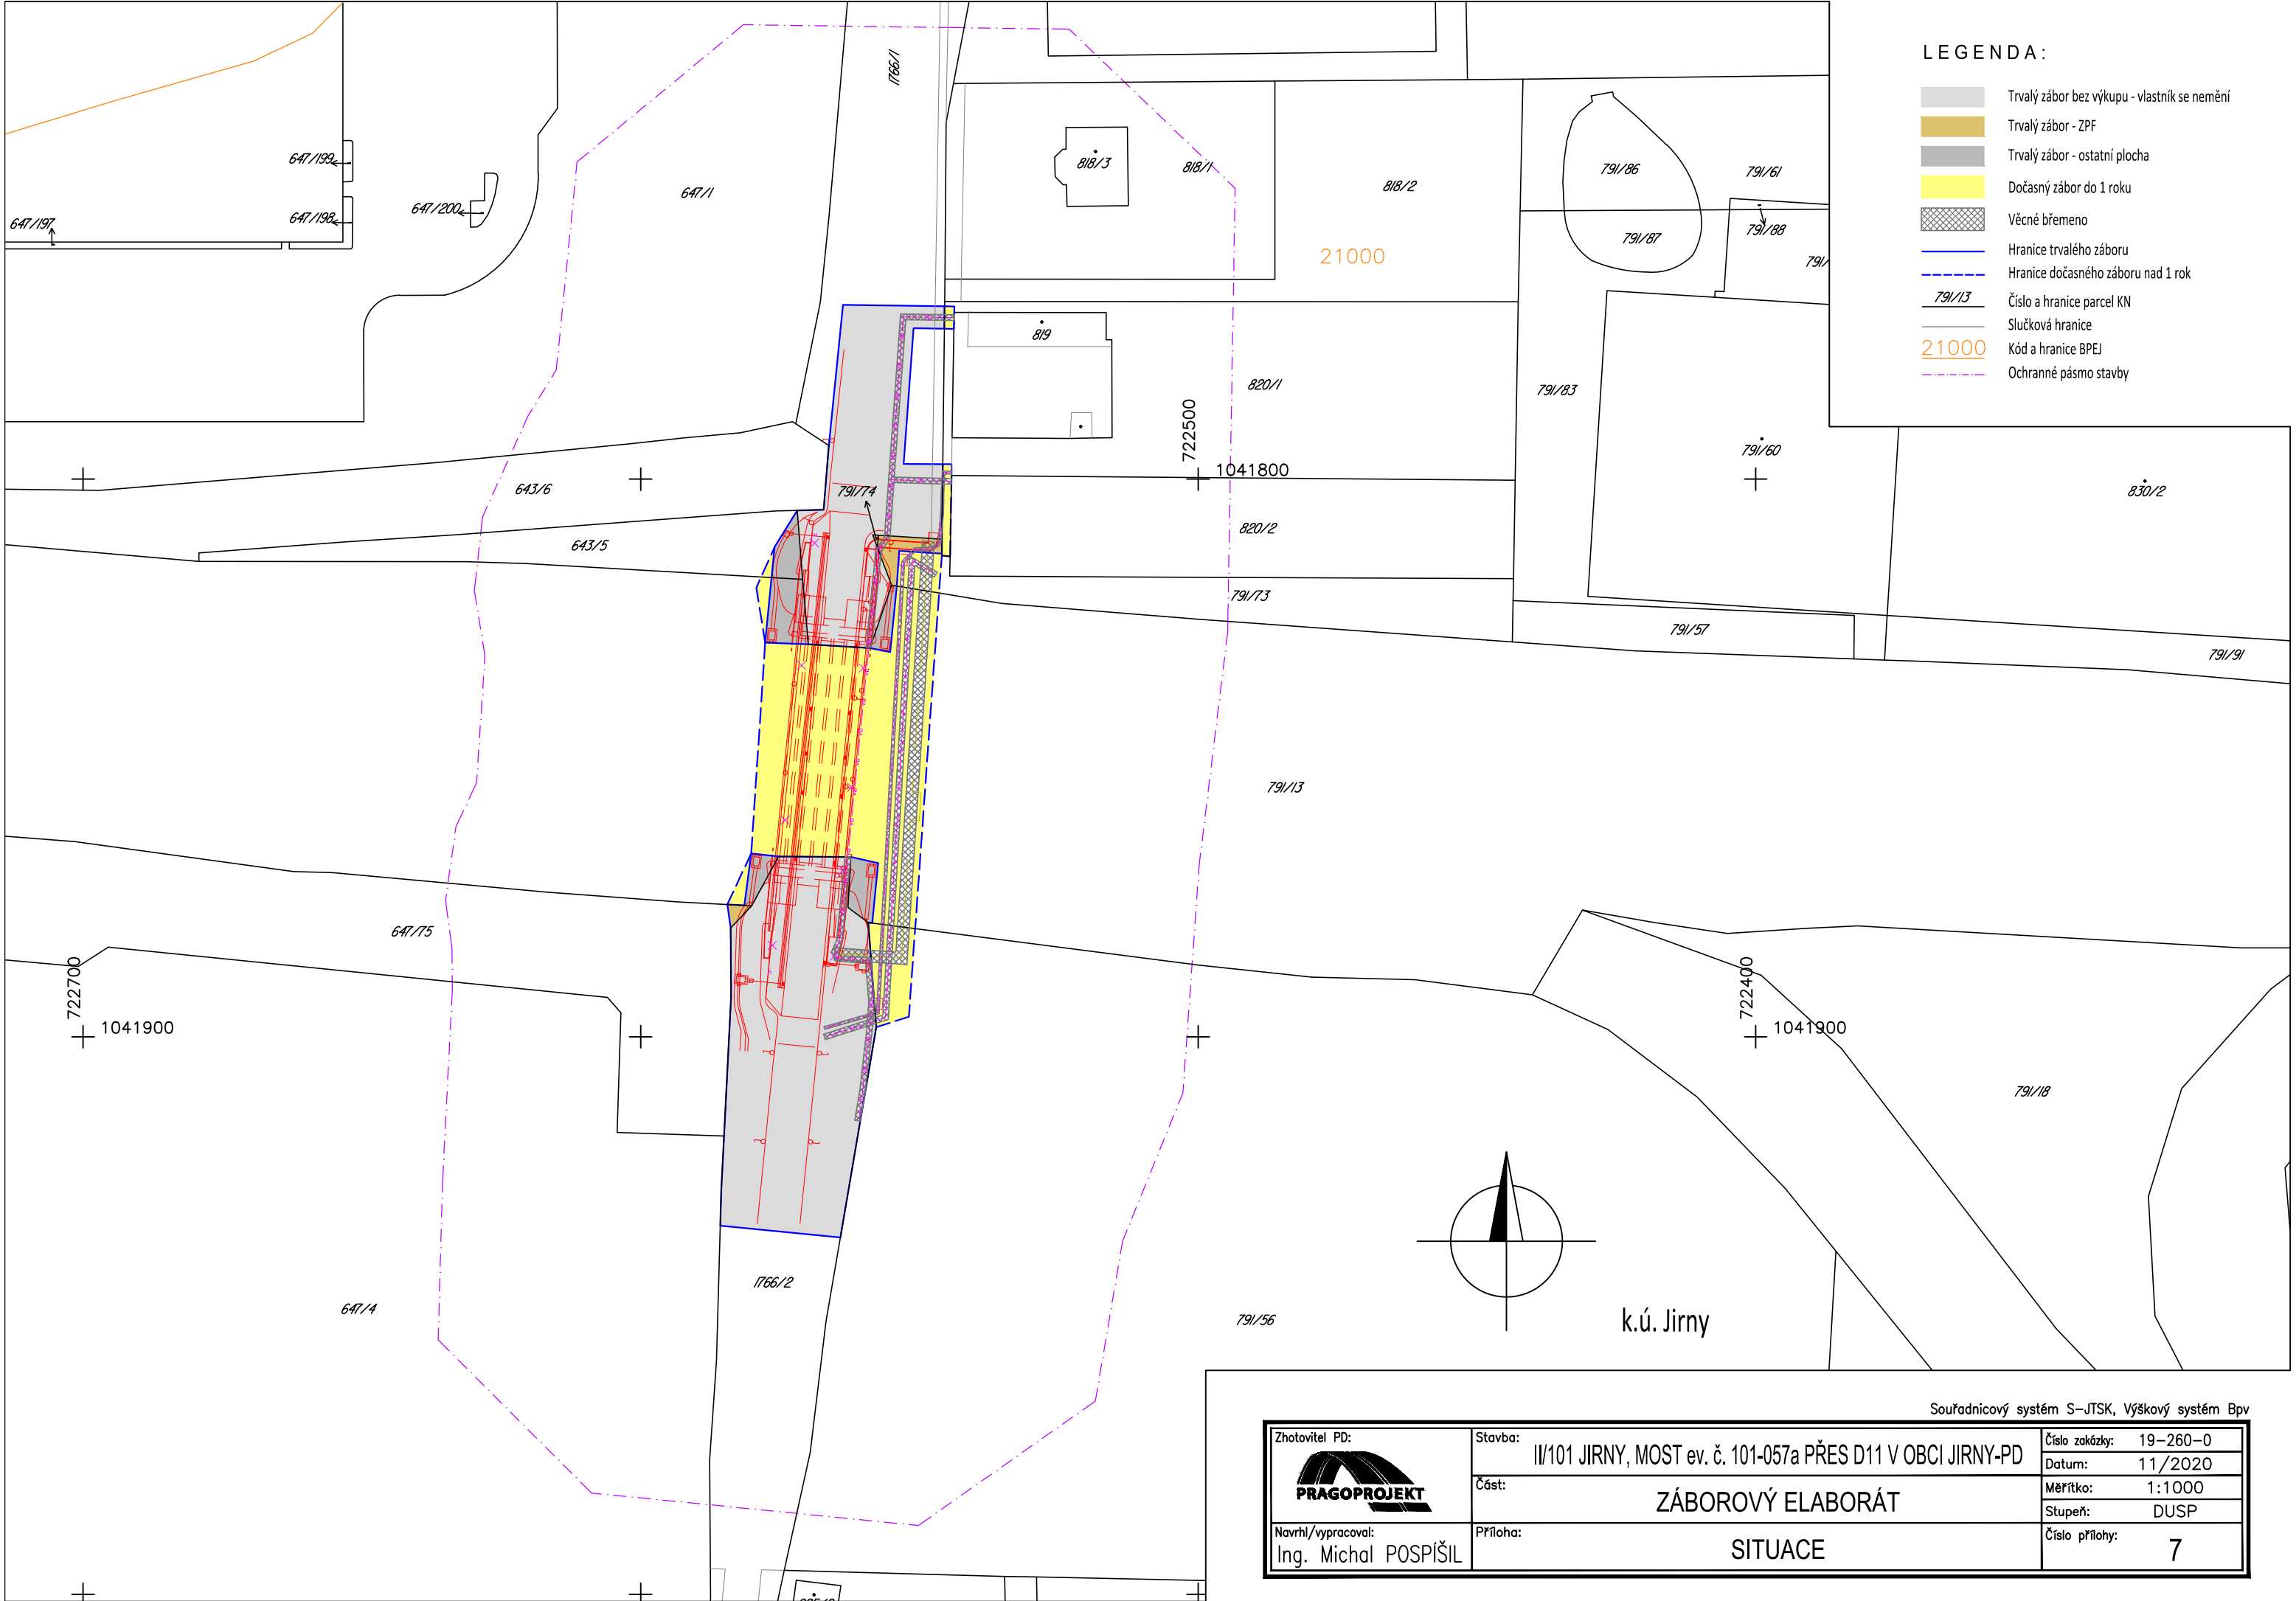 LEGENDA:
Trvalý zábor bez výkupu - vlastník se nemění
Trvalý zábor - ZPF
Trvalý zábor - ostatní plocha
Dočasný zábor do 1 roku
Věcné břemeno
Hranice trvalého záboru
Hranice dočasného záboru nad 1 rok
791/13 Číslo a hranice parcel KN
Slučková hranice
21000 Kód a hranice BPEJ
Ochranné pásmo stavby
1766/1
647/199
647/198
647/197
647/200
647/1
818/3
818/1
818/2
791/86
791/61
791/87
791/88
791/
21000
819
820/1
791/83
791/60
722500
1041800
643/6
791/74
830/2
643/5
820/2
791/73
791/57
791/91
791/13
647/75
722700
1041900
722400
1041900
791/18
1766/2
647/4
791/56
k.ú. Jirny
Souřadnicový systém S-JTSK, Výškový systém Bpv
Zhotovitel PD:
PRAGOPROJEKT
Navrhl/vypracoval:
Ing. Michal POSPÍŠIL
Stavba:
II/101 JIRNY, MOST ev. č. 101-057a PŘES D11 V OBCI JIRNY-PD
Část:
ZÁBOROVÝ ELABORÁT
Příloha:
SITUACE
Číslo zakázky: 19-260-0
Datum: 11/2020
Měřítko: 1:1000
Stupeň: DUSP
Číslo přílohy: 7